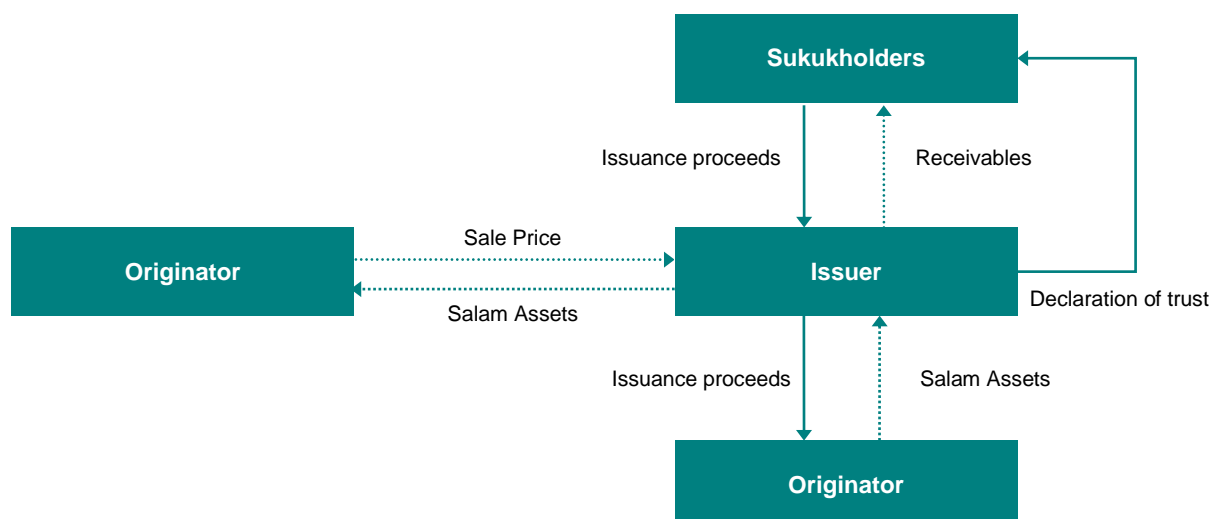 Sukukholders
Issuance proceeds
Receivables
Sale Price
Originator
Issuer
Salam Assets
Declaration of trust
Issuance proceeds
Salam Assets
Originator